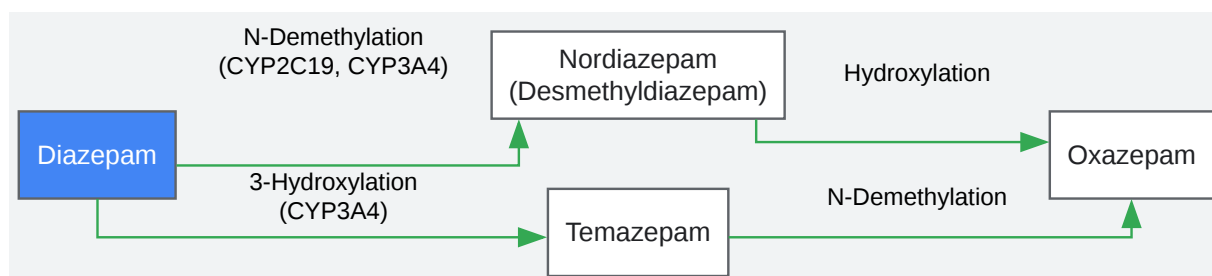 N-Demethylation
(CYP2C19, CYP3A4)
Nordiazepam
(Desmethyldiazepam)
Hydroxylation
Diazepam
Oxazepam
3-Hydroxylation
(CYP3A4)
N-Demethylation
Temazepam